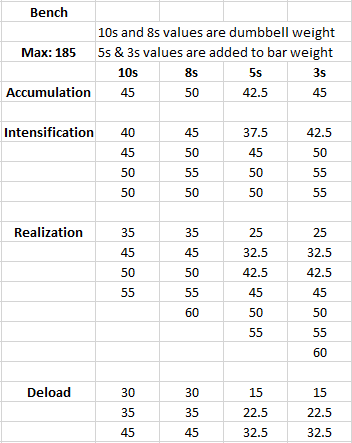 Bench
10s and 8s values are dumbbell weight
Max: 185 5s & 3s values are added to bar weight
10s 8s 5s 3s
Accumulation 45 50 42.5 45
Intensification 40 45 37.5 42.5
45 50 45 50
50 55 50 55
50 50 50 55
Realization 35 35 25 25
45 45 32.5 32.5
50 50 42.5 42.5
55 55 45 45
60 50 50
55 55
60
Deload 30 30 15 15
35 35 22.5 22.5
45 45 32.5 32.5